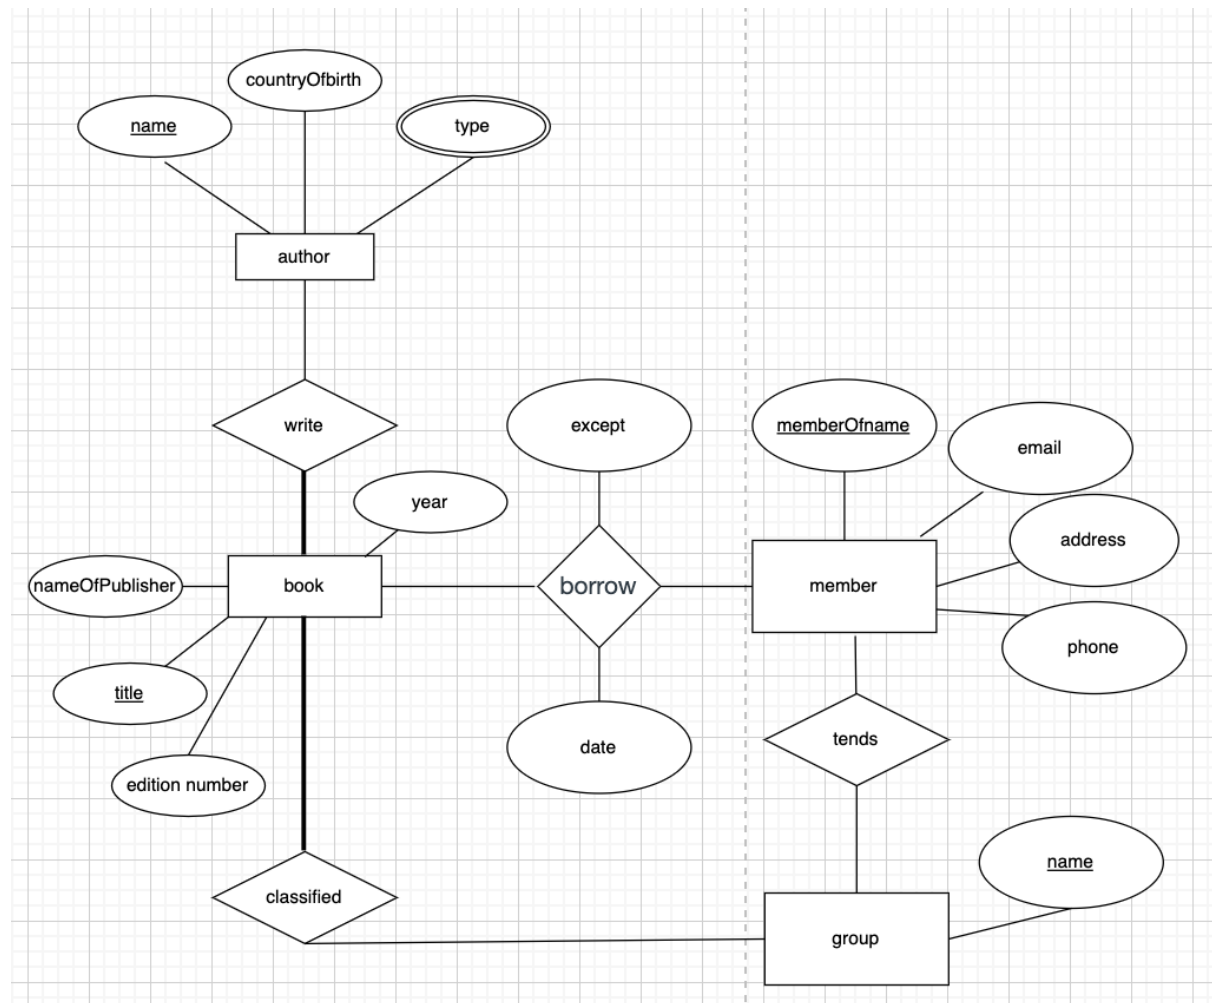 countryOfbirth
name
type
author
write
except
memberOfname
email
year
address
nameOfPublisher
book
borrow
member
phone
title
tends
date
edition number
name
classified
group